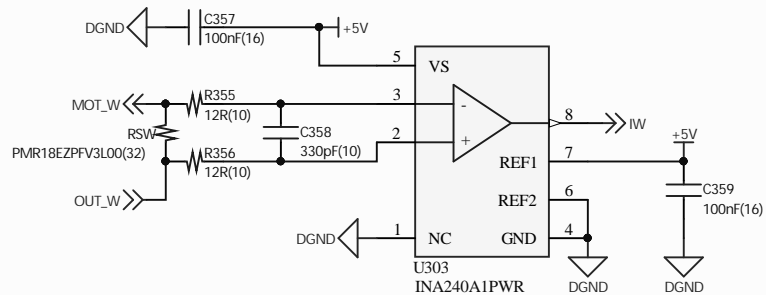 C357
DGND
100nF(16)
+5V
5
VS
MOT_W
R355
12R(10)
3
-
8
IW
RSW
C358
330pF(10)
2
+
+5V
PMR18EZPFV3L00(32)
R356
12R(10)
REF1
7
C359
100nF(16)
OUT_W
REF2
6
DGND
1
NC
GND
4
U303
INA240A1PWR
DGND
DGND